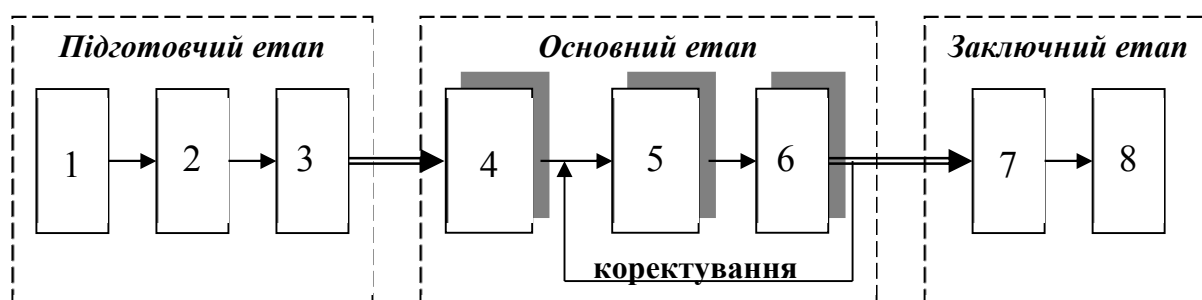 Підготовчий етап
Основний етап
Заключний етап
1
2
3
4
5
6
7
8
коректування